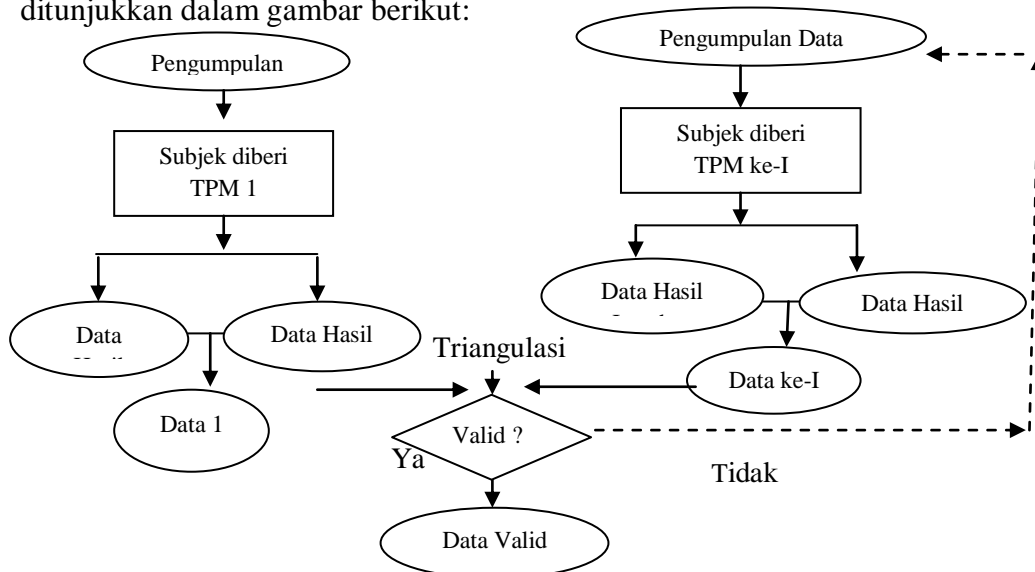 ditunjukkan dalam gambar berikut:
Pengumpulan
Subjek diberi
TPM 1
Data
Data Hasil
Data 1
Pengumpulan Data
Subjek diberi
TPM ke-I
Data Hasil
Data Hasil
Data ke-I
Triangulasi
Valid ?
Ya
Tidak
Data Valid